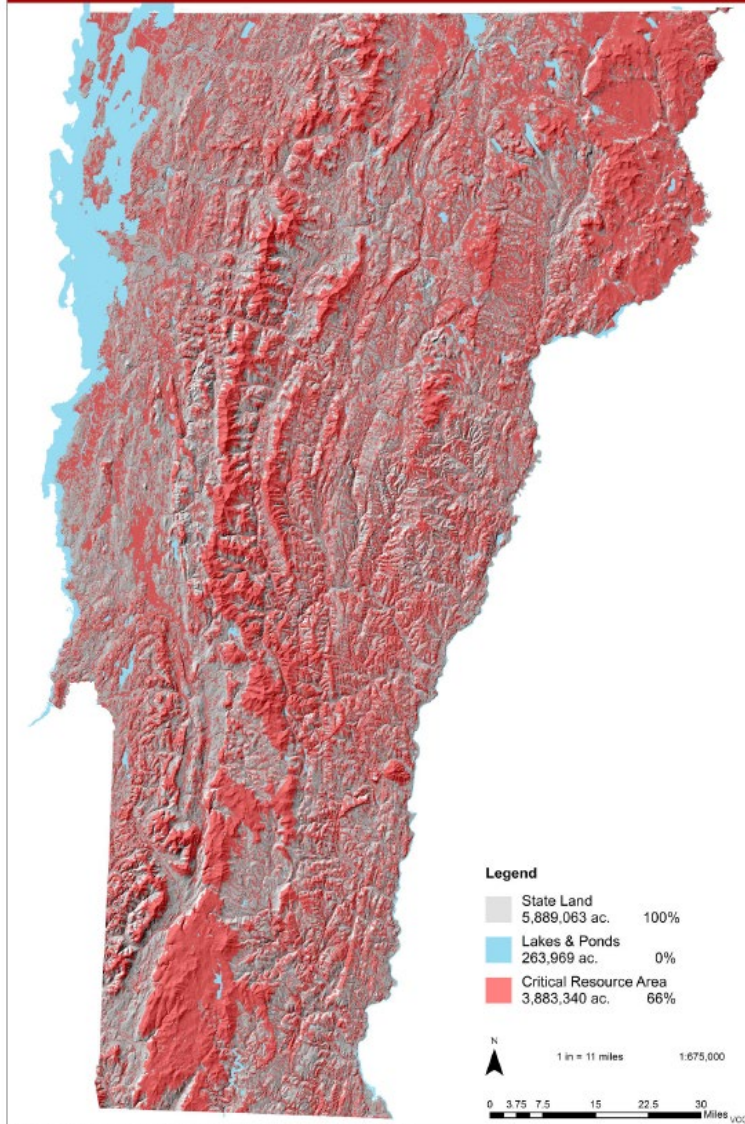 Legend
State Land
5,889,063 ac. 100%
Lakes & Ponds
263,969 ac. 0%
Critical Resource Area
3,883,340 ac. 66%
N
1 in = 11 miles 1:675,000
0 3.75 7.5 15 22.5 30
Miles